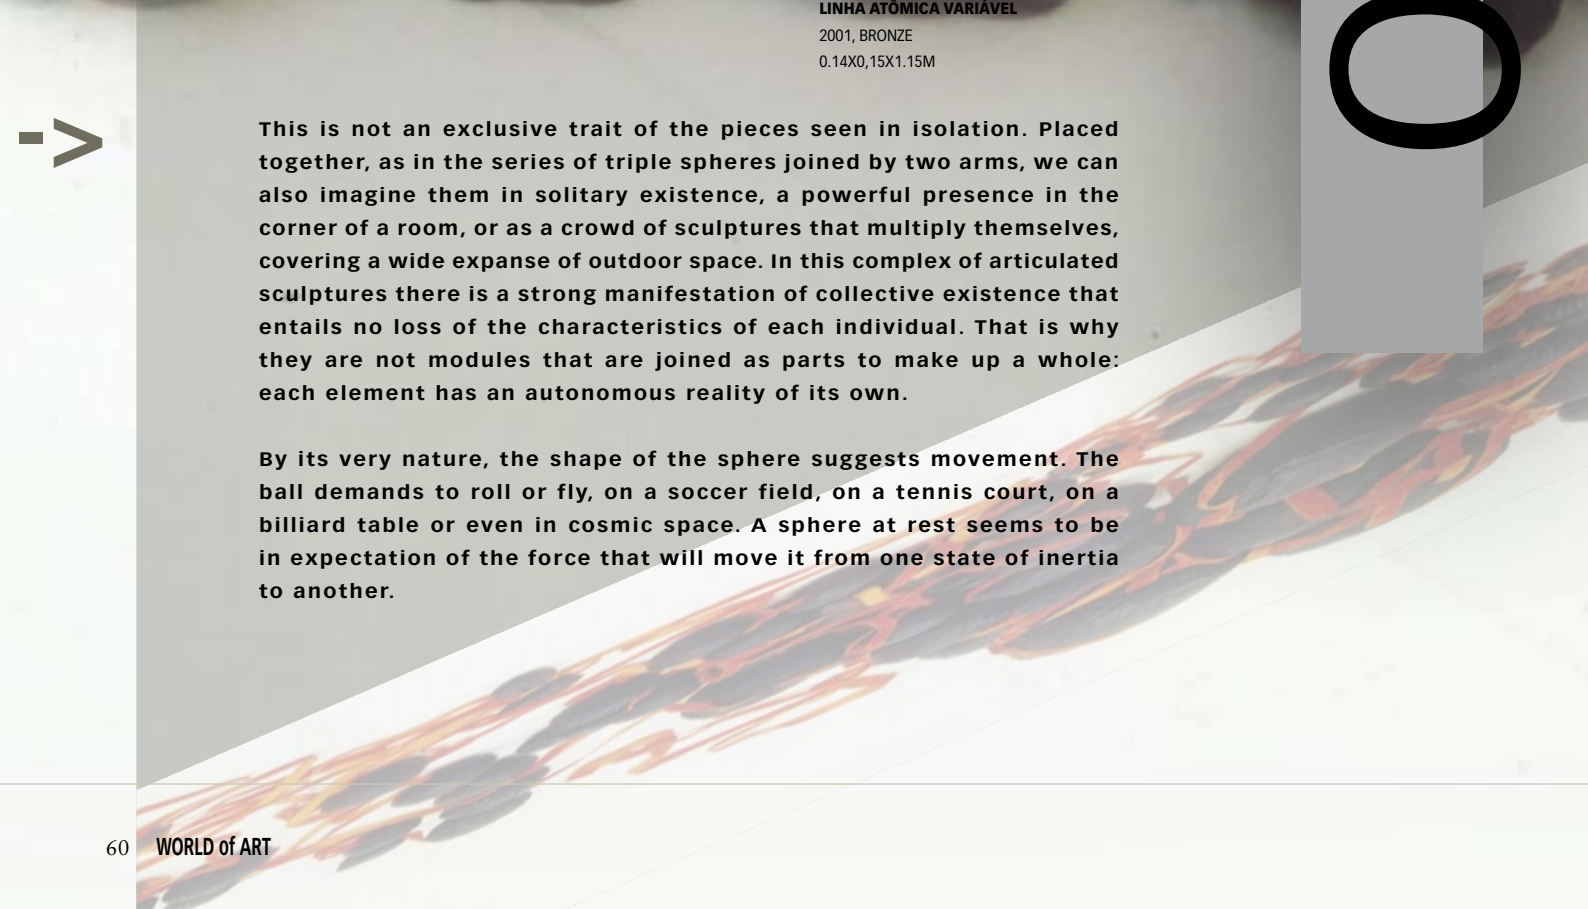 LINHA ATÔMICA VARIÁVEL
2001, BRONZE
0.14X0,15X1.15M
O
->
This is not an exclusive trait of the pieces seen in isolation. Placed
together, as in the series of triple spheres joined by two arms, we can
also imagine them in solitary existence, a powerful presence in the
corner of a room, or as a crowd of sculptures that multiply themselves,
covering a wide expanse of outdoor space. In this complex of articulated
sculptures there is a strong manifestation of collective existence that
entails no loss of the characteristics of each individual. That is why
they are not modules that are joined as parts to make up a whole:
each element has an autonomous reality of its own.
By its very nature, the shape of the sphere suggests movement. The
ball demands to roll or fly, on a soccer field, on a tennis court, on a
billiard table or even in cosmic space. A sphere at rest seems to be
in expectation of the force that will move it from one state of inertia
to another.
60 WORLD of ART